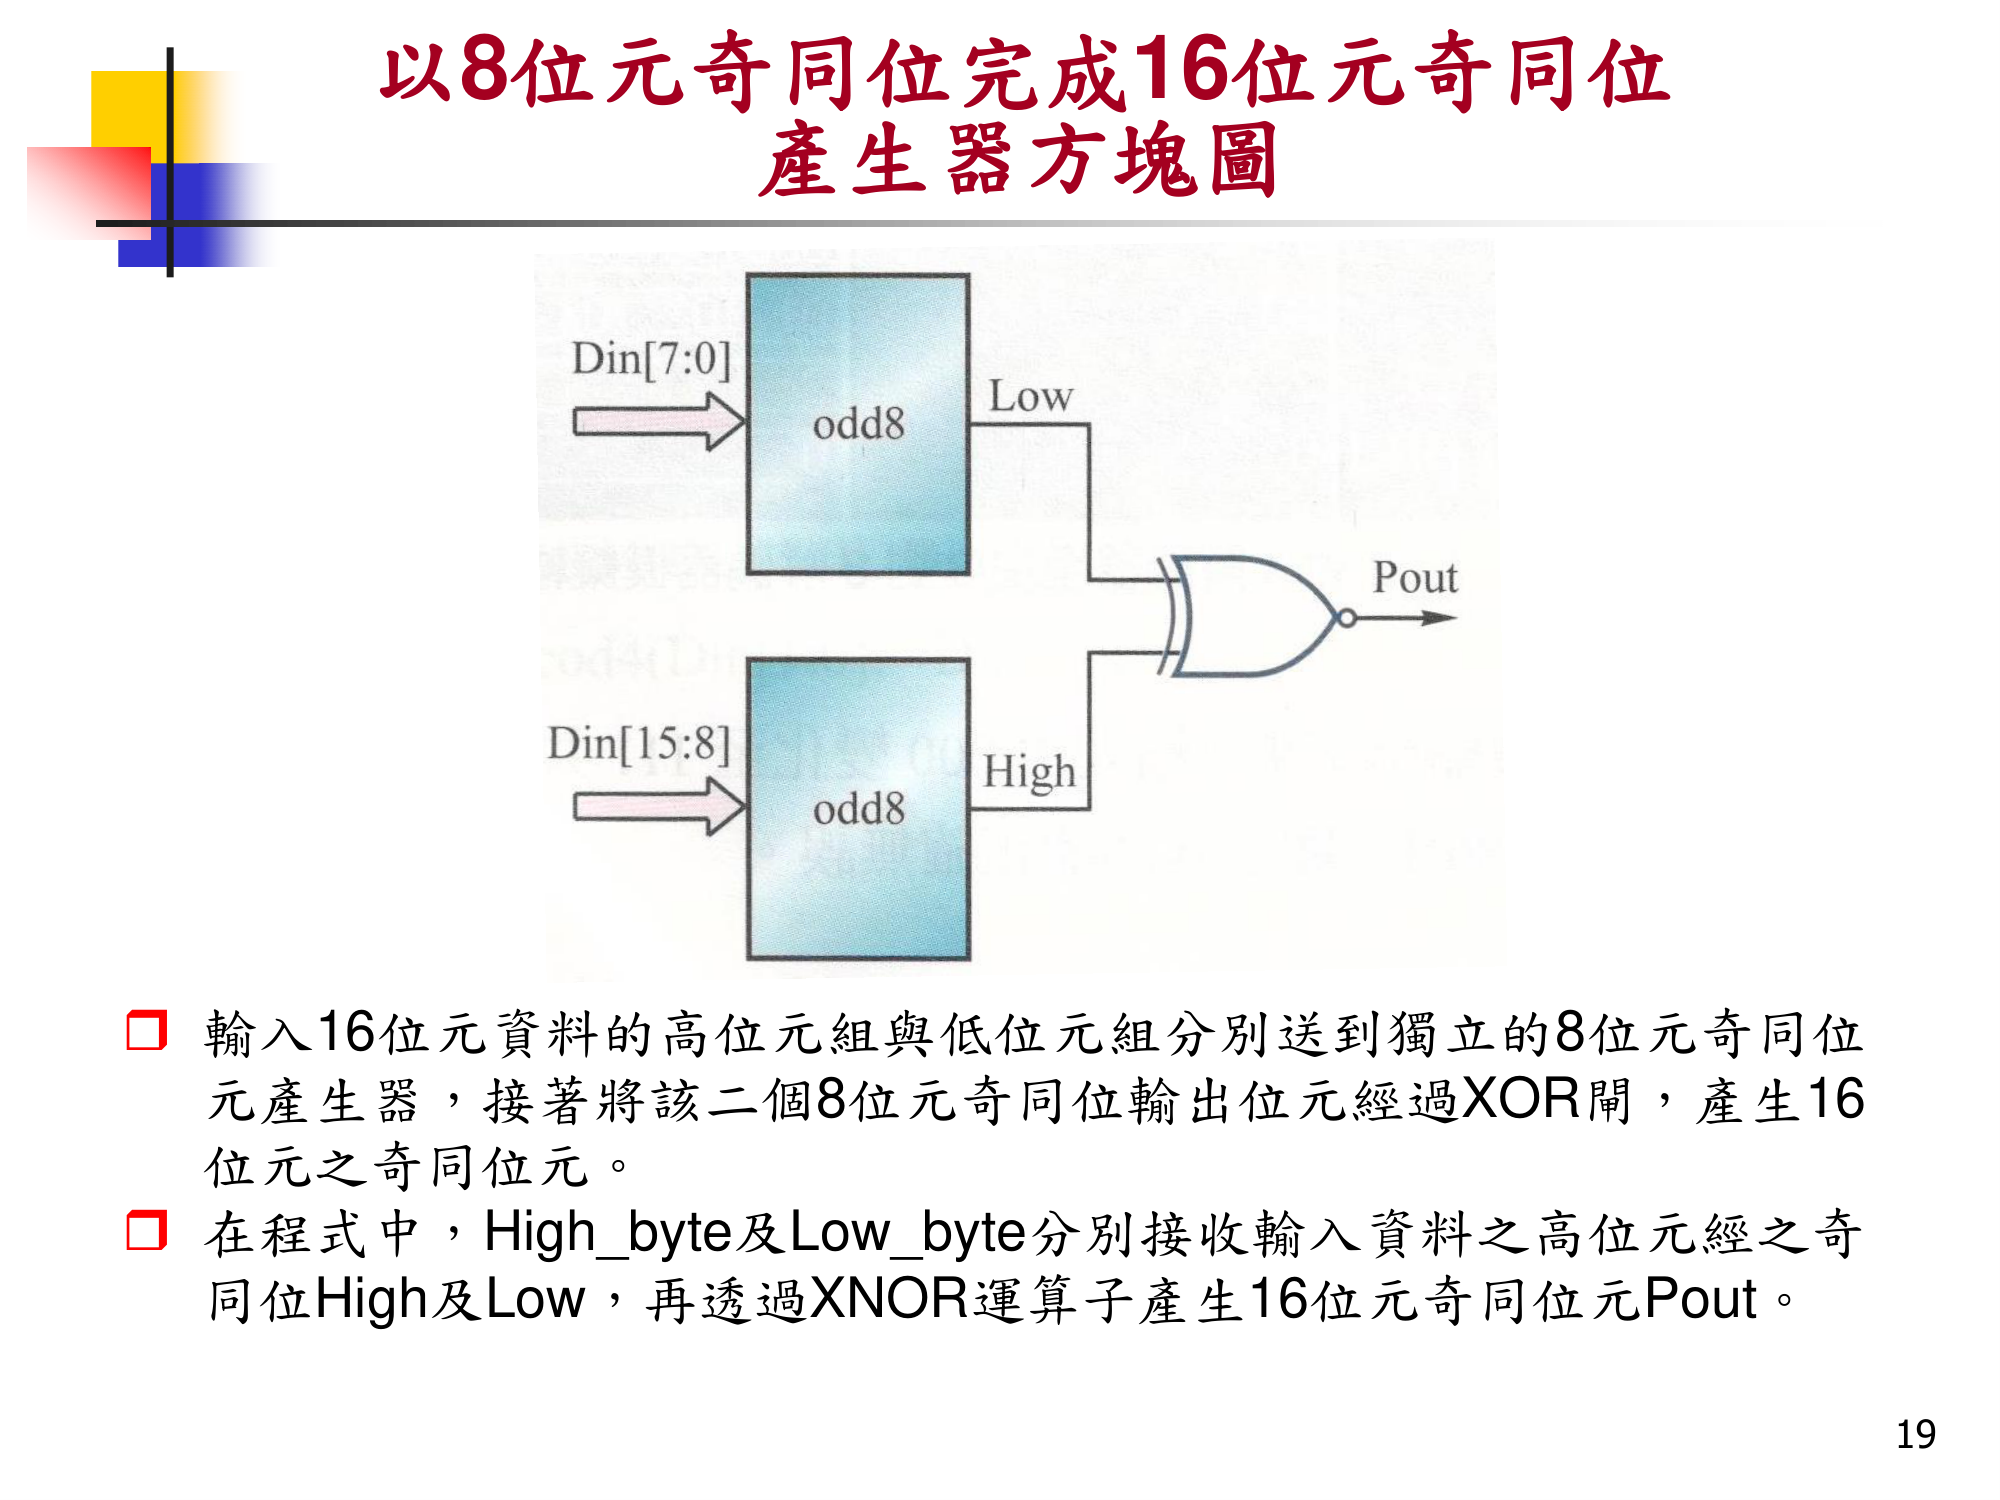 以8位元奇同位完成16位元奇同位
產生器方塊圖
Din[7:0]
odd8
Low
Pout
Din[15:8]
odd8
High
輸入16位元資料的高位元組與低位元組分別送到獨立的8位元奇同位
元產生器，接著將該二個8位元奇同位輸出位元經過XOR閘，產生16
位元之奇同位元。
在程式中，High_byte及Low_byte分別接收輸入資料之高位元經之奇
同位High及Low，再透過XNOR運算子產生16位元奇同位元Pout。
19